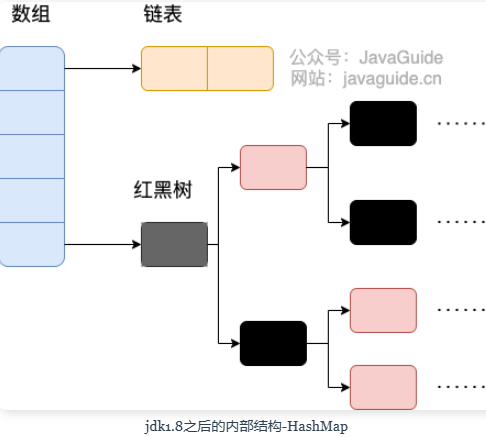 数组
链表
公众号：JavaGuide
网站：javaguide.cn
红黑树
jdk1.8之后的内部结构-HashMap